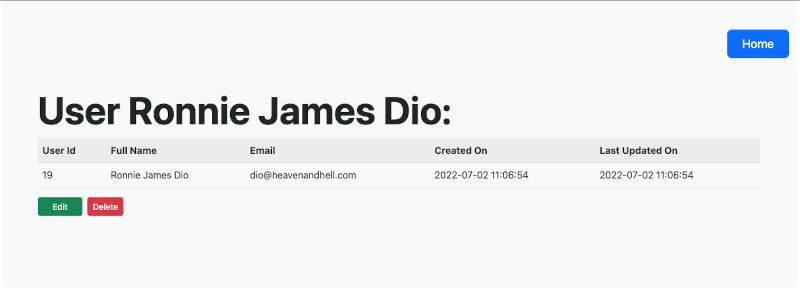 Home
User Ronnie James Dio:
User Id Full Name Email Created On Last Updated On
19 Ronnie James Dio dio@heavenandhell.com 2022-07-02 11:06:54 2022-07-02 11:06:54
Edit Delete